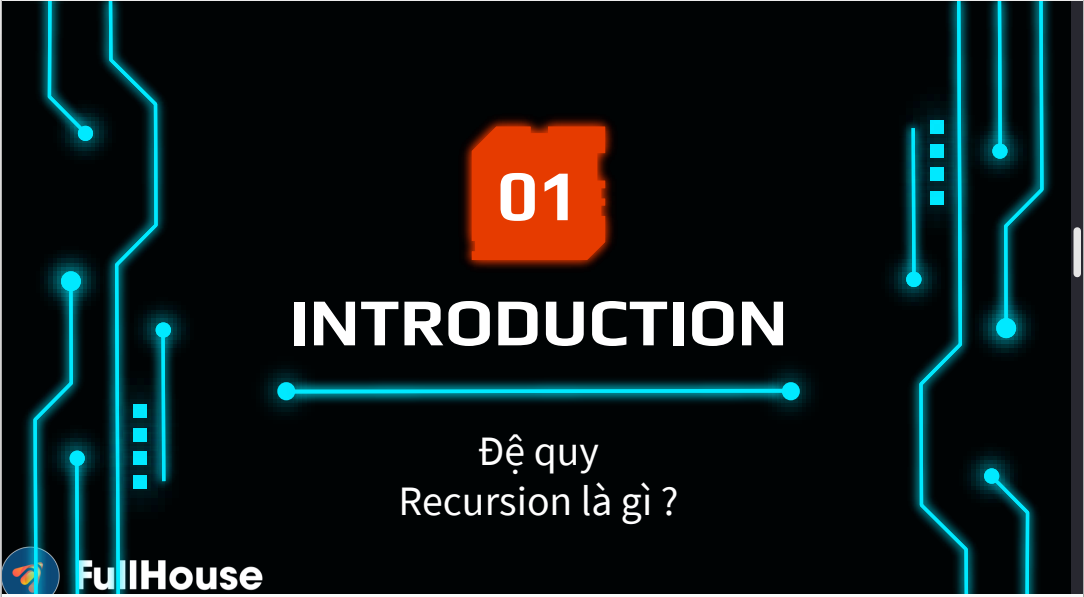 01
INTRODUCTION
Đệ quy
Recursion là gì ?
FullHouse